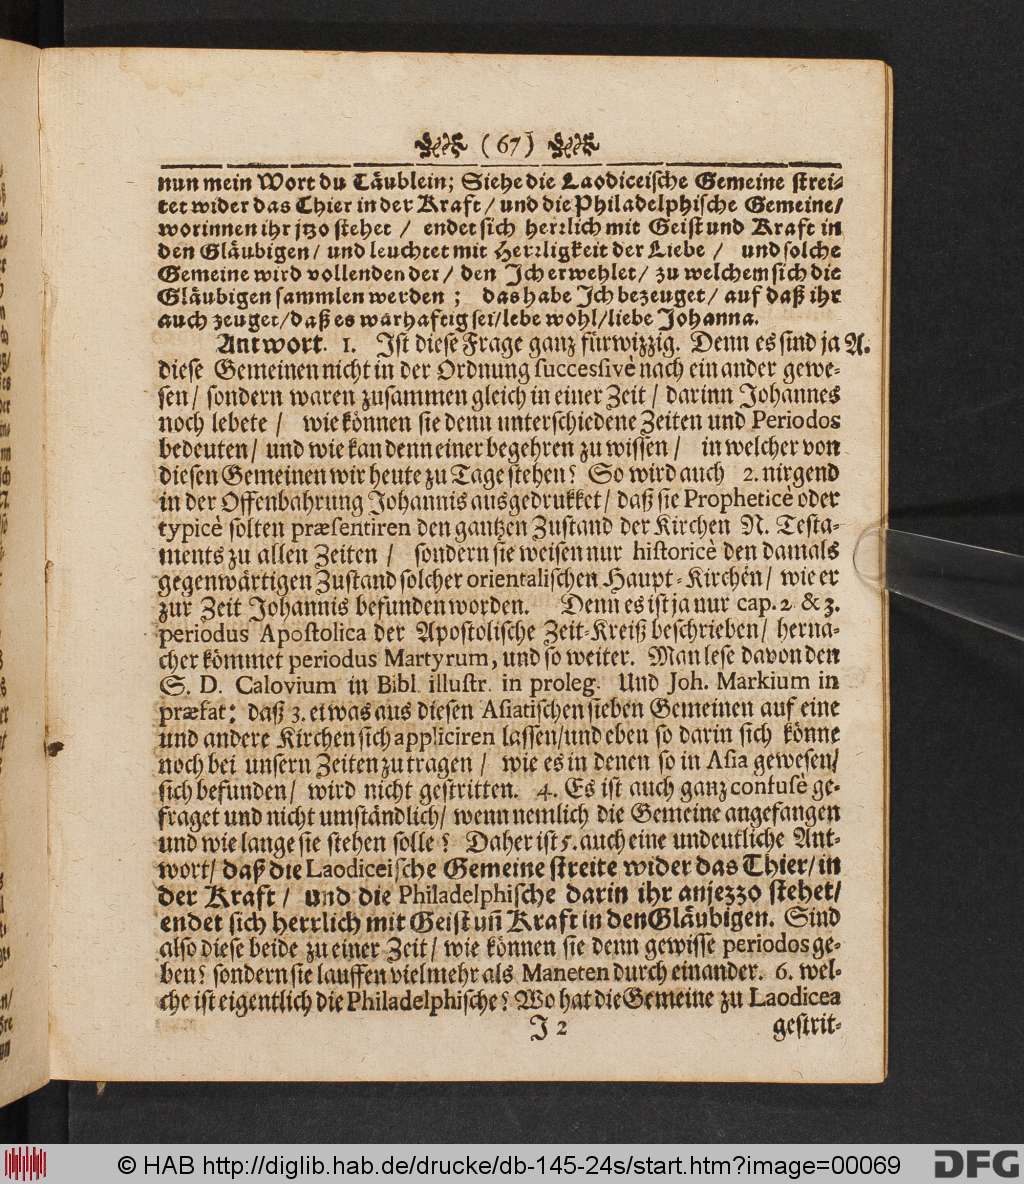 (67)
nun mein Wort du Täublein; Siehe die Laodiceische Gemeine strei-
tet wider das Thier in der Kraft/ und die Philadelphische Gemeine/
worinnen ihr jtzo stehet / endet sich herrlich mit Geist und Kraft in
den Gläubigen/ und leuchtet mit Herrligkeit der Liebe / und solche
Gemeine wird vollenden der/ den Ich erwehlet/ zu welchem sich die
Gläubigen sammlen werden ; das habe Ich bezeuget/ auf daß ihr
auch zeuget/ daß es warhaftig sei/ lebe wohl/ liebe Johanna.
Antwort. 1. Ist diese Frage ganz fürwizzig. Denn es sind ja A.
diese Gemeinen nicht in der Ordnung successivè nach einander gewe-
sen/ sondern waren zusammen gleich in einer Zeit/ darinn Johannes
noch lebete / wie können sie denn unterschiedene Zeiten und Periodos
bedeuten/ und wie kan denn einer begehren zu wissen/ in welcher von
diesen Gemeinen wir heute zu Tage stehen? So wird auch 2. nirgend
in der Offenbahrung Johannis ausgedrukket/ daß sie Propheticè oder
typicè solten præsentiren den gantzen Zustand der Kirchen N. Testa-
ments zu allen Zeiten / sondern sie weisen nur historicè den damals
gegenwärtigen Zustand solcher orientalischen Haupt-Kirchen/ wie er
zur Zeit Johannis befunden worden. Denn es ist ja nur cap. 2 & 3.
periodus Apostolica der Apostolische Zeit-Kreiß beschrieben/ herna-
cher kömmet periodus Martyrum, und so weiter. Man lese davon den
S. D. Calovium in Bibl. illustr. in proleg. Und Joh. Markium in
præfat: daß 3. etwas aus diesen Asiatischen sieben Gemeinen auf eine
und andere Kirchen sich appliciren lassen/ und eben so darin sich könne
noch bei unsern Zeiten zu tragen / wie es in denen so in Asia gewesen/
sich befunden/ wird nicht gestritten. 4. Es ist auch ganz confusè ge-
fraget und nicht umständlich/ wenn nemlich die Gemeine angefangen
und wie lange sie stehen solle? Daher ist 5. auch eine undeutliche Ant-
wort/ daß die Laodiceische Gemeine streite wider das Thier/ in
der Kraft/ und die Philadelphische darin ihr anjezzo stehet/
endet sich herrlich mit Geist uñ Kraft in den Gläubigen. Sind
also diese beide zu einer Zeit/ wie können sie denn gewisse periodos ge-
ben? sondern sie lauffen vielmehr als Maneten durch einander. 6. wel-
che ist eigentlich die Philadelphische? Wo hat die Gemeine zu Laodicea
J 2 gestrit-
© HAB http://diglib.hab.de/drucke/db-145-24s/start.htm?image=00069
DFG